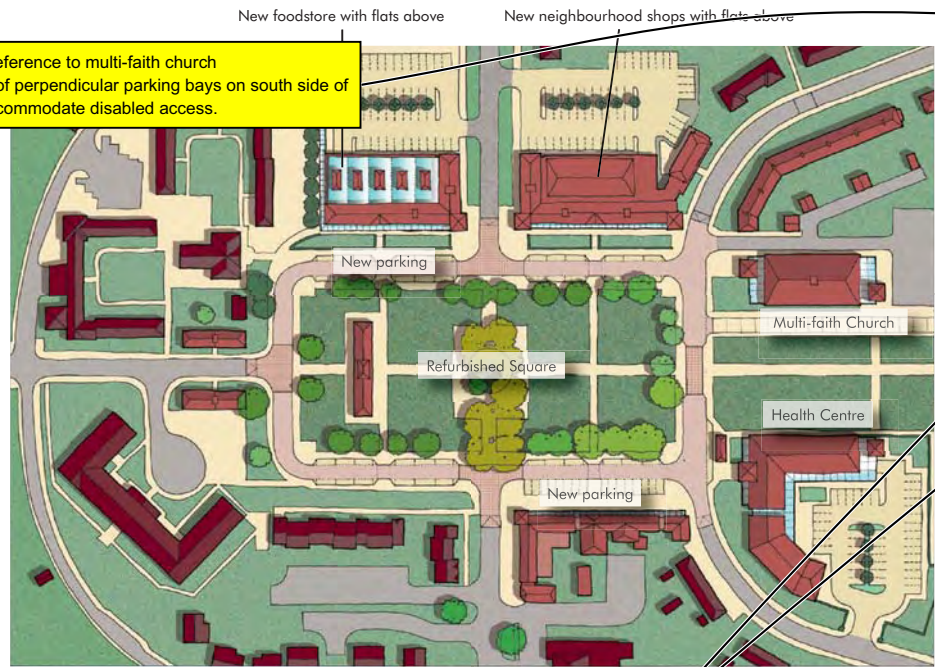 New foodstore with flats above
New neighbourhood shops with flats above
eference to multi-faith church
of perpendicular parking bays on south side of
commodate disabled access.
New parking
Multi-faith Church
Refurbished Square
Health Centre
New parking